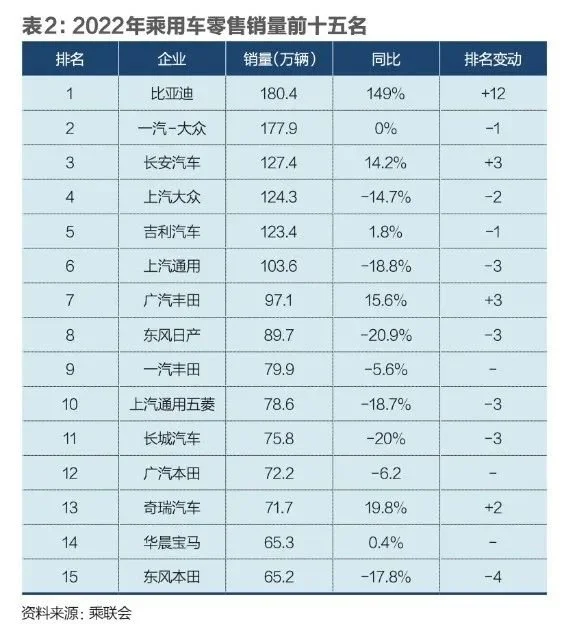 表2：2022年乘用车零售销量前十五名
排名 企业 销量(万辆) 同比 排名变动
1 比亚迪 180.4 149% +12
2 一汽-大众 177.9 0% -1
3 长安汽车 127.4 14.2% +3
4 上汽大众 124.3 -14.7% -2
5 吉利汽车 123.4 1.8% -1
6 上汽通用 103.6 -18.8% -3
7 广汽丰田 97.1 15.6% +3
8 东风日产 89.7 -20.9% -3
9 一汽丰田 79.9 -5.6% -
10 上汽通用五菱 78.6 -18.7% -3
11 长城汽车 75.8 -20% -3
12 广汽本田 72.2 -6.2 -
13 奇瑞汽车 71.7 19.8% +2
14 华晨宝马 65.3 0.4% -
15 东风本田 65.2 -17.8% -4
资料来源：乘联会